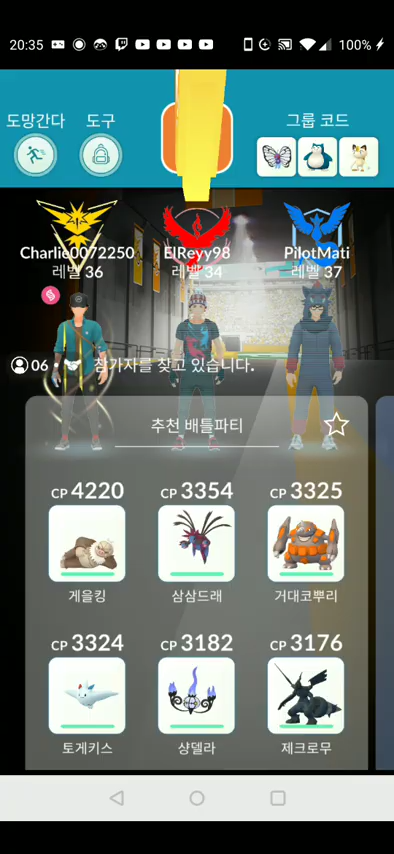 20:35
100%
도망간다 도구 그룹 코드
Charlie0072250 ElReyy98 PilotMati
레벨 36 레벨 34 레벨 37
06 참가자를 찾고 있습니다.
추천 배틀파티
CP 4220 CP 3354 CP 3325
게을킹 삼삼드래 거대코뿌리
CP 3324 CP 3182 CP 3176
토게키스 샹델라 제크로무